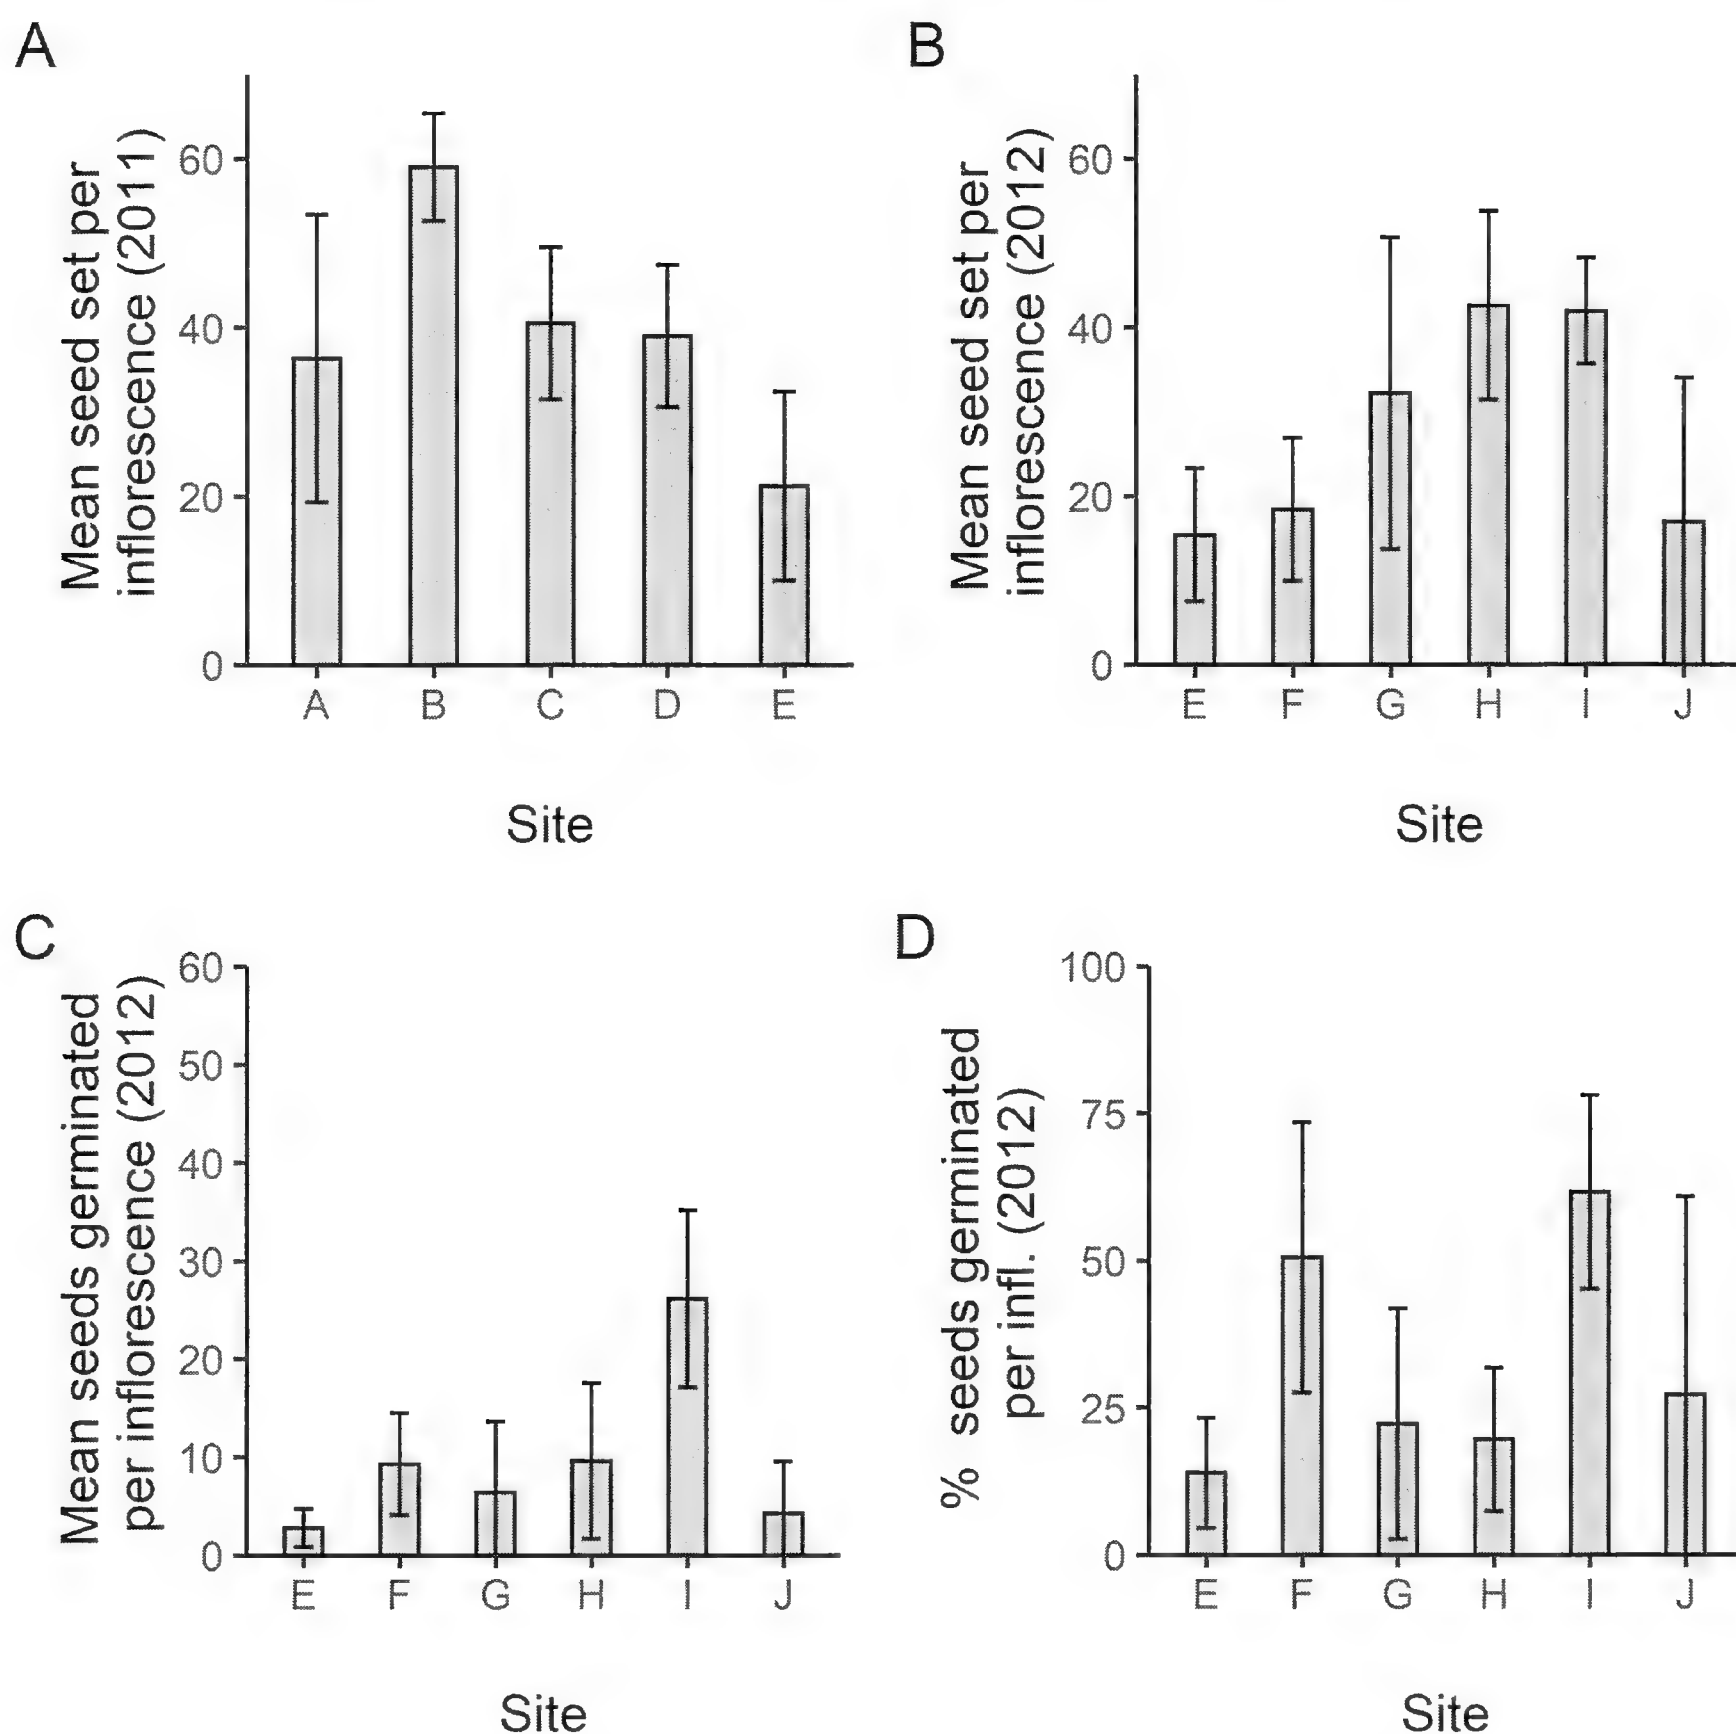 A
Mean seed set per
inflorescence (2011)
60
40
20
0
A B C D E
Site
B
Mean seed set per
inflorescence (2012)
60
40
20
0
E F G H I J
Site
C
Mean seeds germinated
per inflorescence (2012)
60
50
40
30
20
10
0
E F G H I J
Site
D
% seeds germinated
per infl. (2012)
100
75
50
25
0
E F G H I J
Site